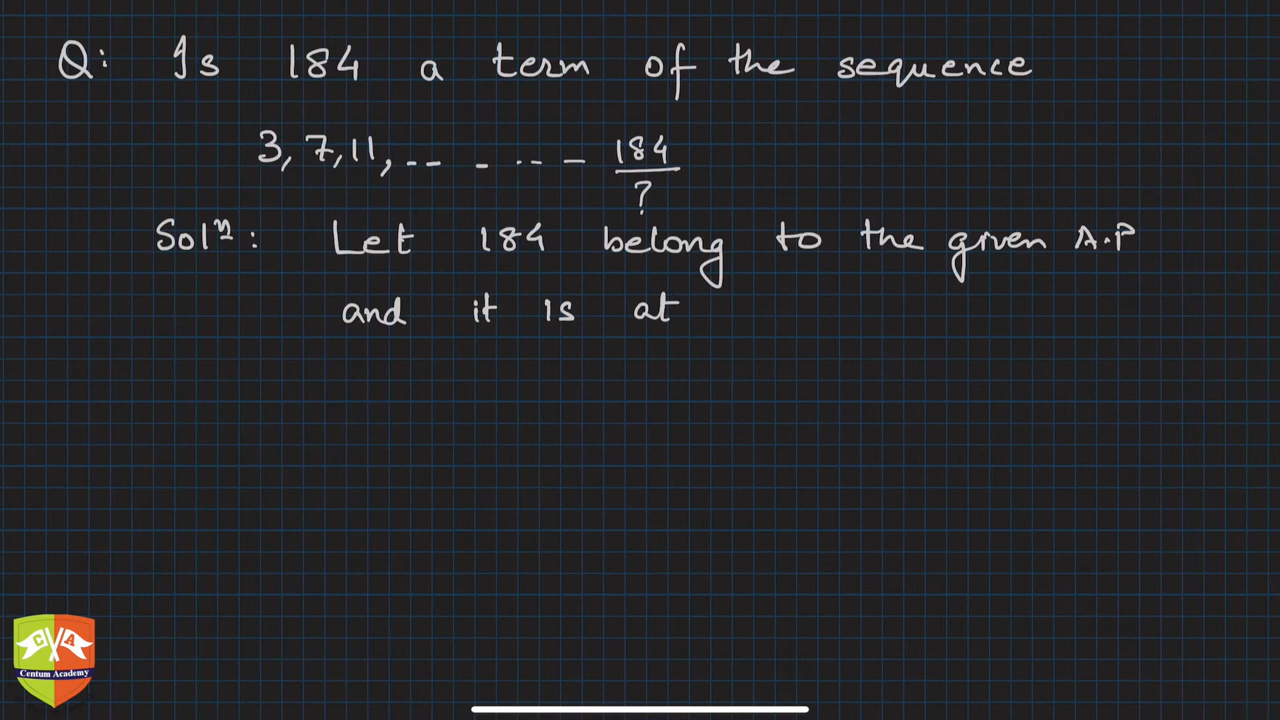 Q: Is 184 a term of the sequence
3, 7, 11, -- - -- - 184
?
Solⁿ: Let 184 belong to the given A.P
and it is at
C A
Centum Academy